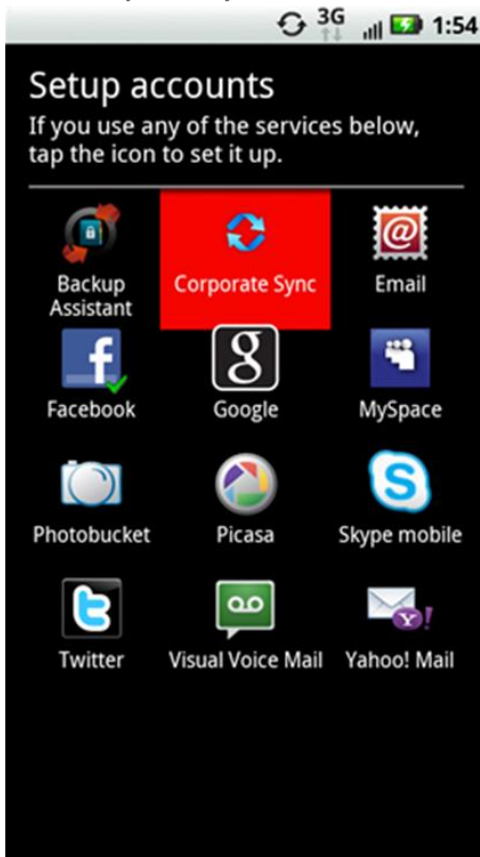 3G
1:54
Setup accounts
If you use any of the services below,
tap the icon to set it up.
Backup
Assistant
Corporate Sync
Email
Facebook
Google
MySpace
Photobucket
Picasa
Skype mobile
Twitter
Visual Voice Mail
Yahoo! Mail